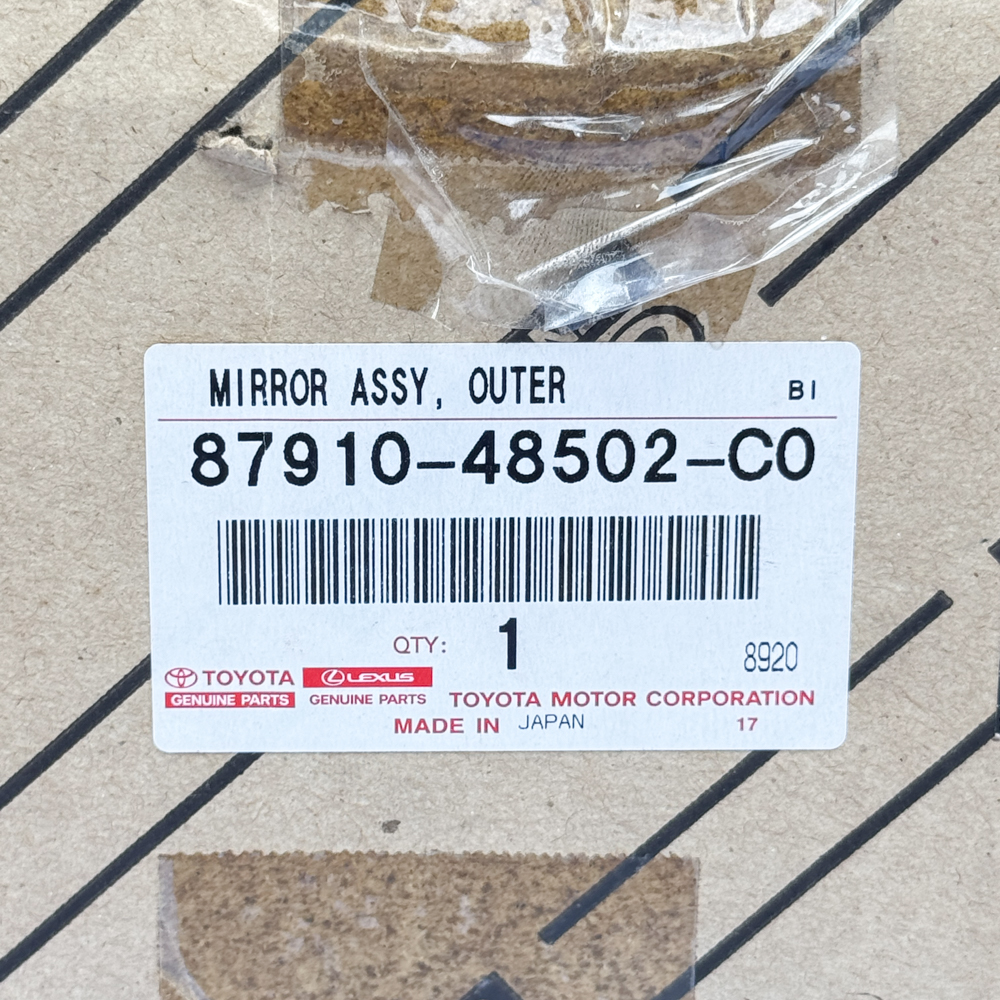 MIRROR ASSY, OUTER BI
87910-48502-C0
QTY: 1 8920
TOYOTA LEXUS
GENUINE PARTS GENUINE PARTS TOYOTA MOTOR CORPORATION
MADE IN JAPAN 17